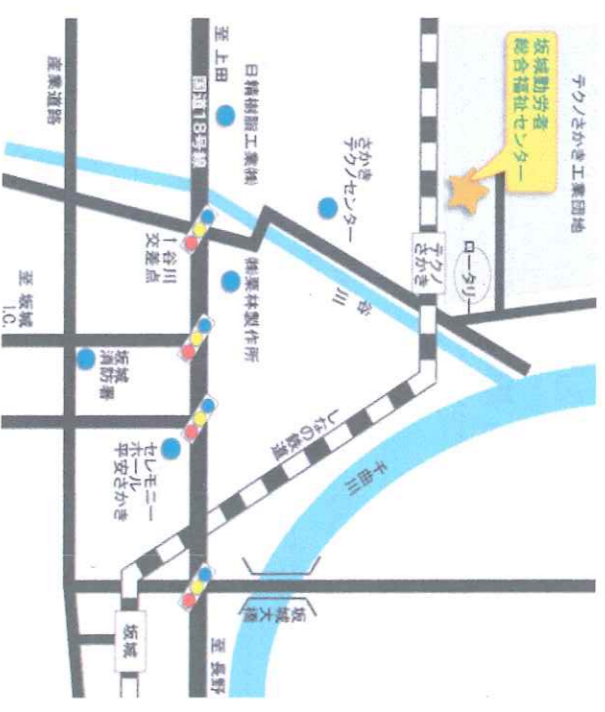 テクノさかき工業団地
坂城勤労者
総合福祉センター
ロータリー
テクノ
さかき
さかき
テクノセンター
日精樹脂工業㈱
至 上田
国道18号線
産業道路
谷川
㈱栗林製作所
↑谷川
交差点
至 坂城
I.C.
坂城
消防署
しなの鉄道
千曲川
セレモニー
ホール
平安さかき
坂城大橋
坂城
至 長野